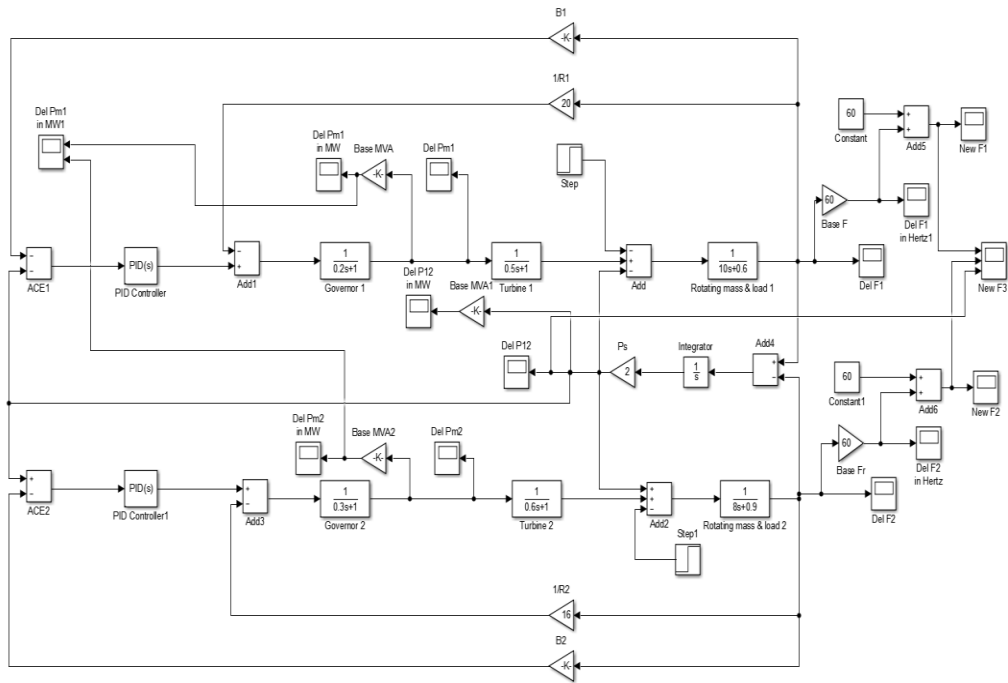 B1
-K-
1/R1
20
Del Pm1
in MW1
Del Pm1
in MW
Base MVA
-K-
Del Pm1
Step
60
Constant
+
+
Add5
New F1
60
Base F
Del F1
in Hertz1
New F3
−
−
ACE1
PID(s)
PID Controller
−
+
Add1
1
0.2s+1
Governor 1
1
0.5s+1
Turbine 1
−
+
−
Add
1
10s+0.6
Rotating mass & load 1
Del F1
Del P12
in MW
Base MVA1
-K-
Del P12
Ps
2
Integrator
1
s
Add4
+
−
60
Constant1
+
+
Add6
New F2
Del Pm2
in MW
Base MVA2
-K-
Del Pm2
60
Base Fr
Del F2
in Hertz
+
−
ACE2
PID(s)
PID Controller1
+
−
Add3
1
0.3s+1
Governor 2
1
0.6s+1
Turbine 2
+
+
−
Add2
1
8s+0.9
Rotating mass & load 2
Del F2
Step1
1/R2
16
B2
-K-